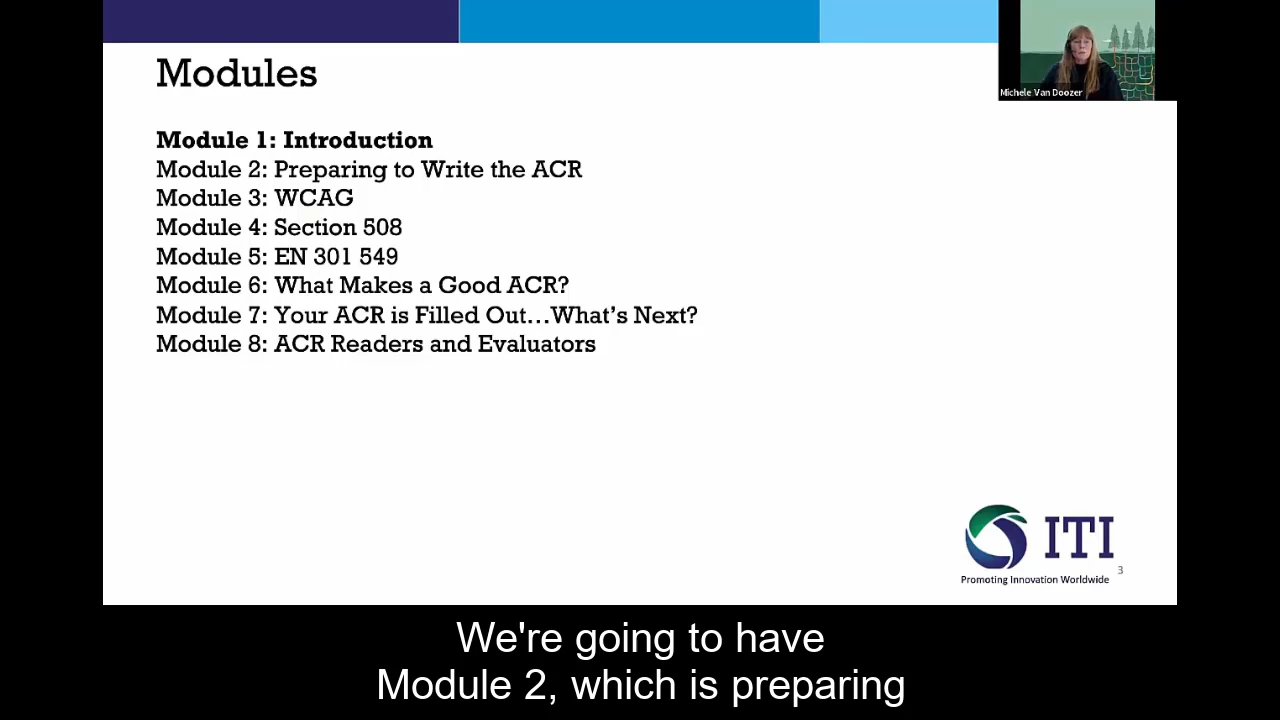 Modules
Michele Van Doozer
Module 1: Introduction
Module 2: Preparing to Write the ACR
Module 3: WCAG
Module 4: Section 508
Module 5: EN 301 549
Module 6: What Makes a Good ACR?
Module 7: Your ACR is Filled Out…What’s Next?
Module 8: ACR Readers and Evaluators
ITI
Promoting Innovation Worldwide
3
We're going to have
Module 2, which is preparing